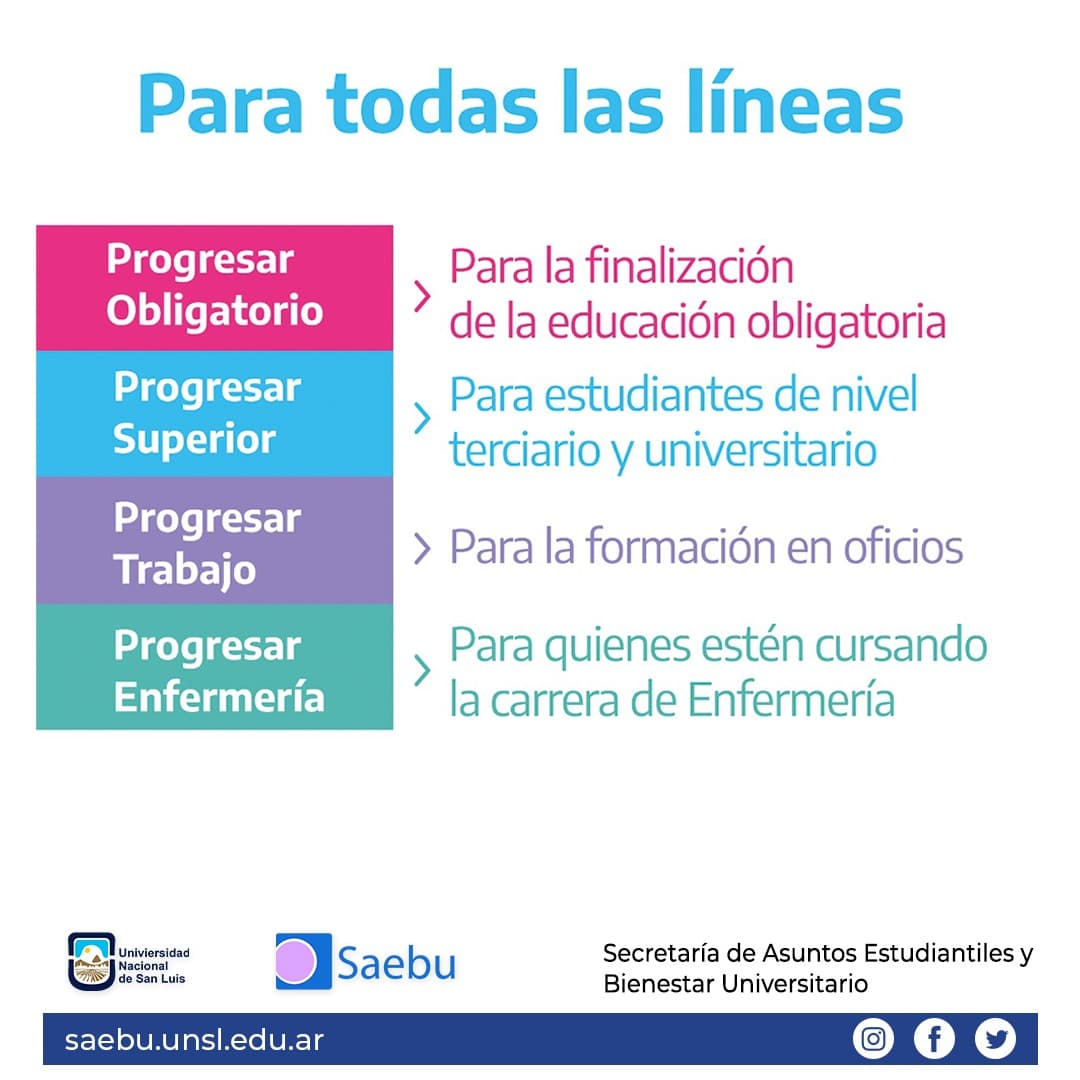 Para todas las líneas
Progresar
Obligatorio
Para la finalización
de la educación obligatoria
Progresar
Superior
Para estudiantes de nivel
terciario y universitario
Progresar
Trabajo
Para la formación en oficios
Progresar
Enfermería
Para quienes estén cursando
la carrera de Enfermería
Univiersidad
Nacional
de San Luis
Saebu
Secretaría de Asuntos Estudiantiles y
Bienestar Universitario
saebu.unsl.edu.ar